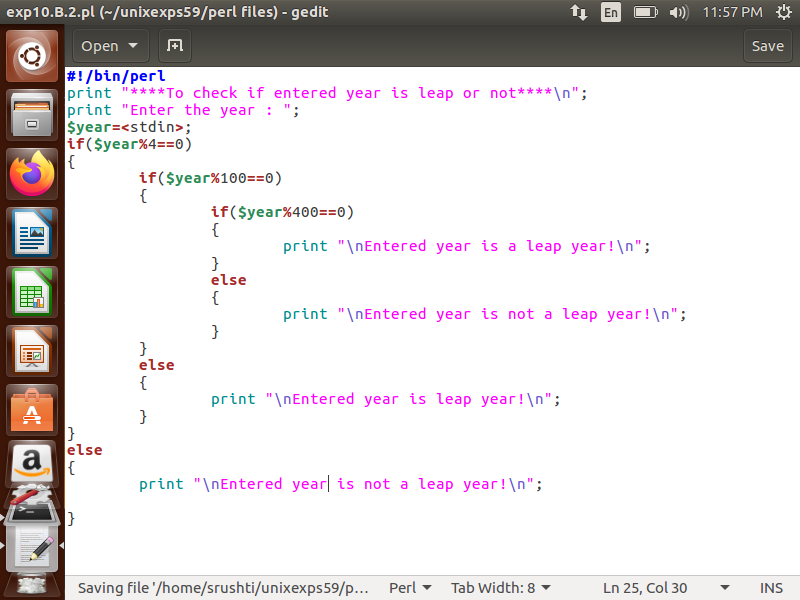 exp10.B.2.pl (~/unixexps59/perl files) - gedit
En
11:57 PM
Open
Save
#!/bin/perl
print "****To check if entered year is leap or not****\n";
print "Enter the year : ";
$year=<stdin>;
if($year%4==0)
{
if($year%100==0)
{
if($year%400==0)
{
print "\nEntered year is a leap year!\n";
}
else
{
print "\nEntered year is not a leap year!\n";
}
}
else
{
print "\nEntered year is leap year!\n";
}
}
else
{
print "\nEntered year is not a leap year!\n";
}
Saving file '/home/srushti/unixexps59/p...
Perl
Tab Width: 8
Ln 25, Col 30
INS